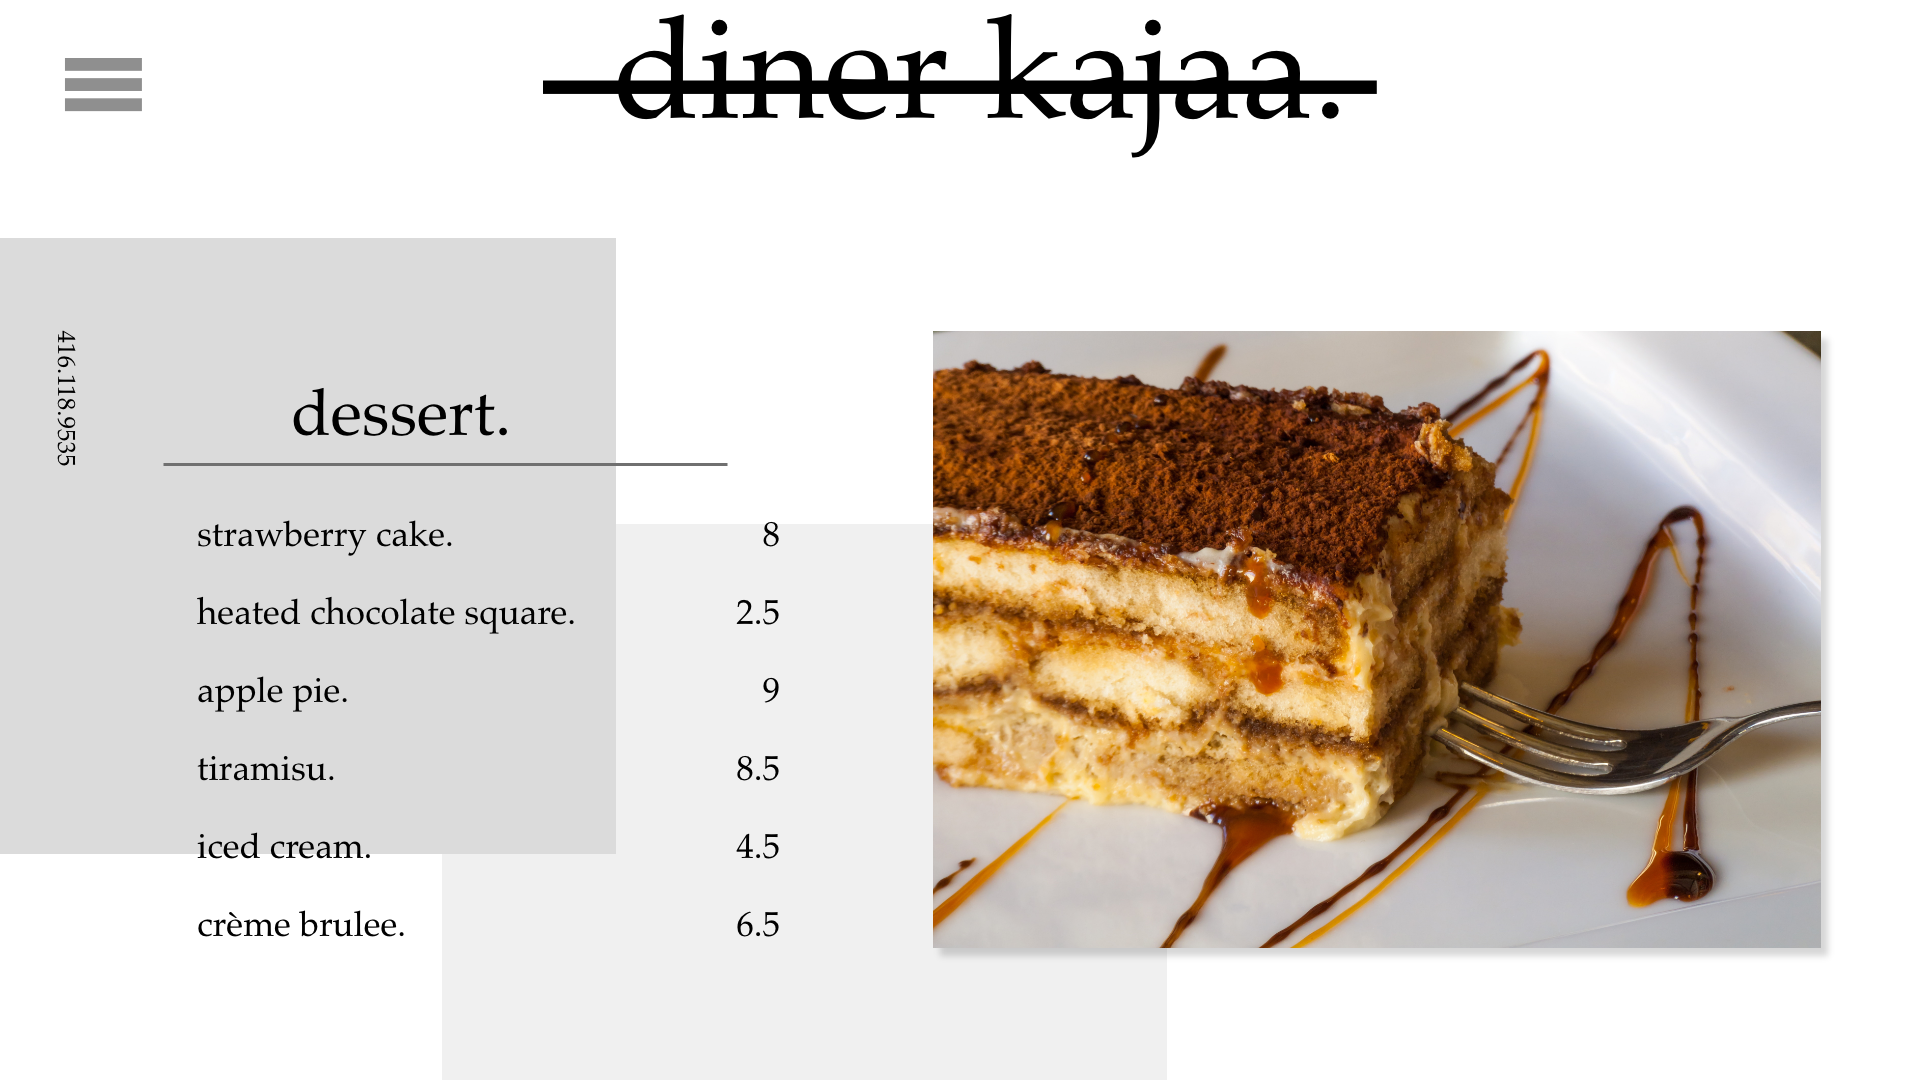 diner kajaa.
416.118.9535
dessert.
strawberry cake. 8
heated chocolate square. 2.5
apple pie. 9
tiramisu. 8.5
iced cream. 4.5
crème brulee. 6.5